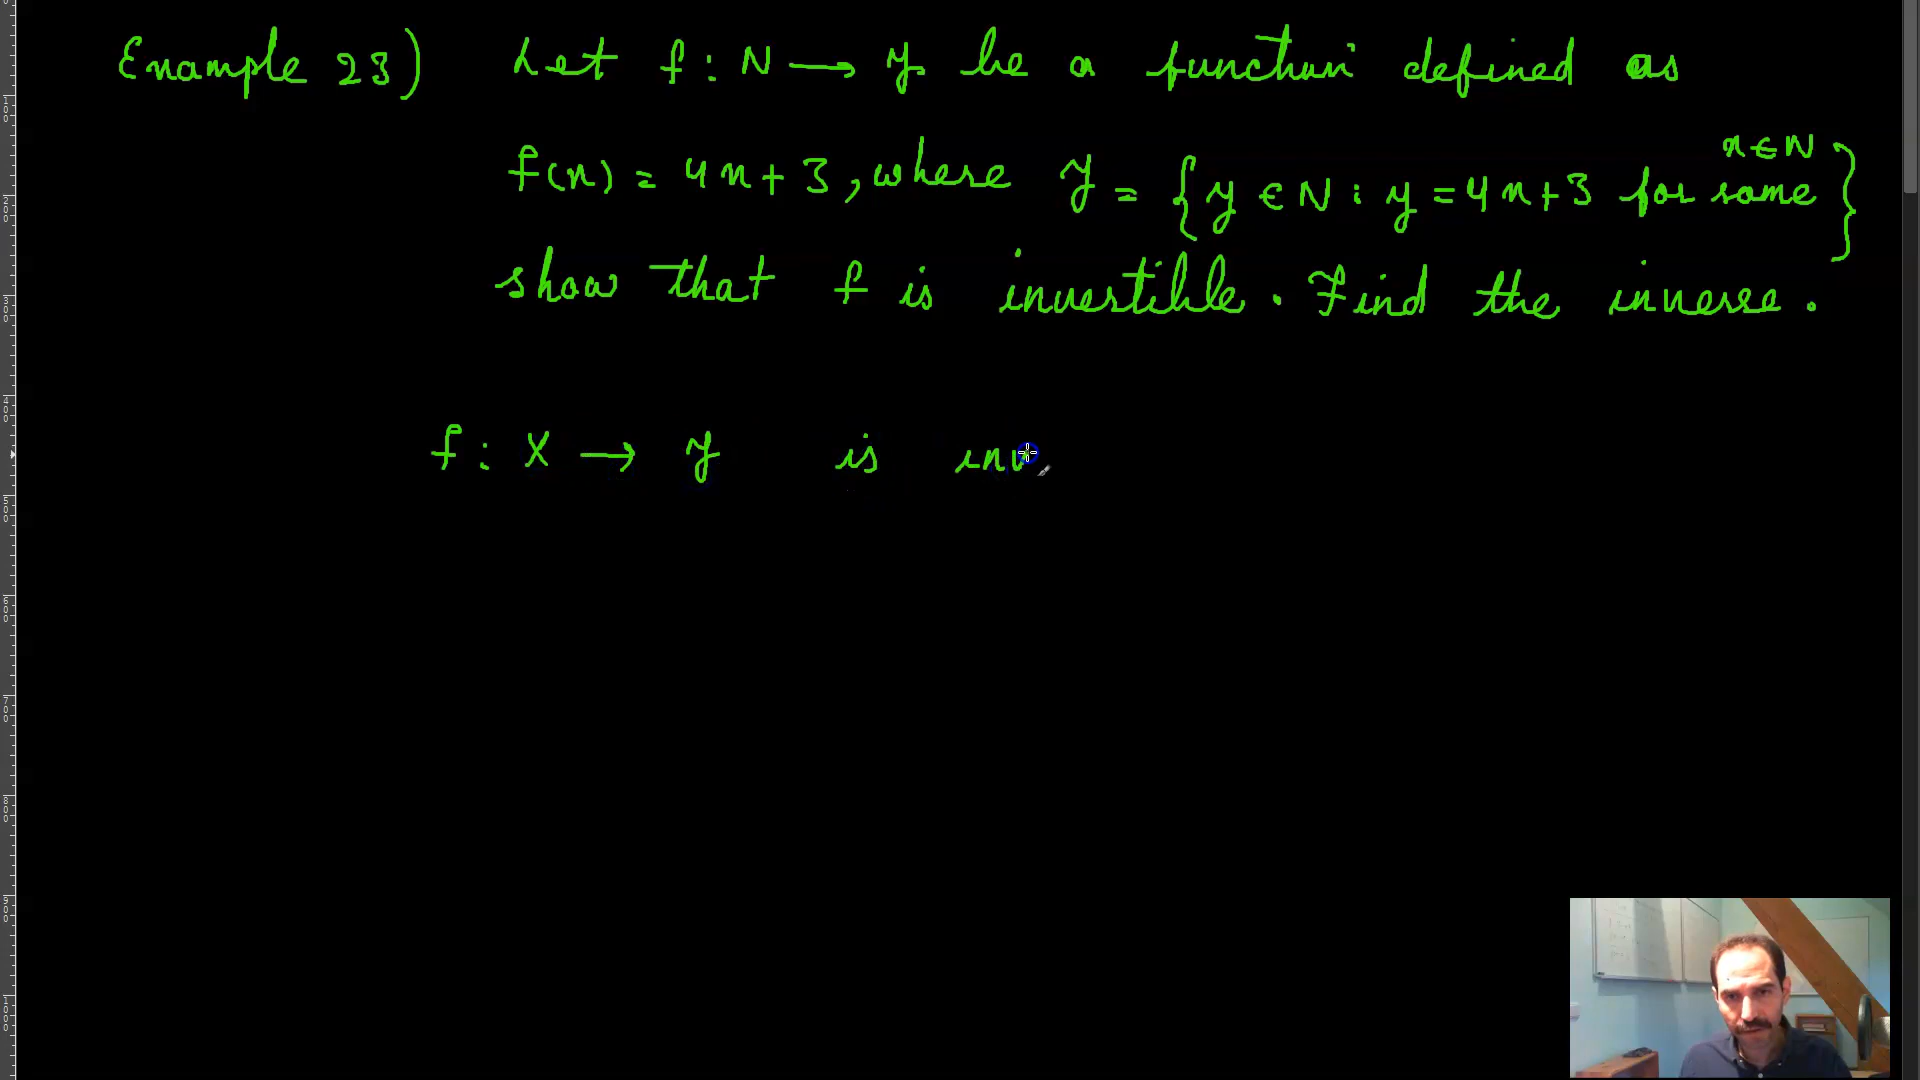 Example 23) Let f : N → Y be a function defined as
f(x) = 4x + 3, where Y = { y ∈ N : y = 4x + 3 for some x ∈ N }
show that f is invertible. Find the inverse.
f : X → Y is inv